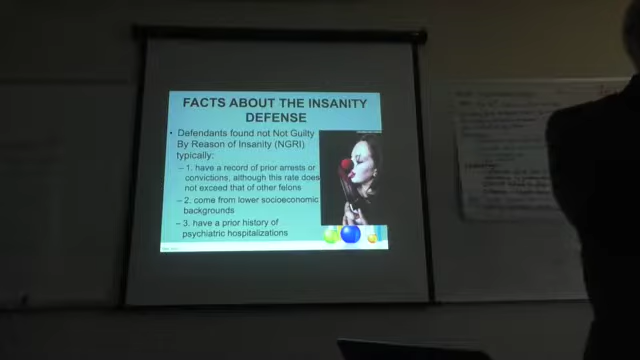 FACTS ABOUT THE INSANITY
DEFENSE
• Defendants found not Not Guilty
By Reason of Insanity (NGRI)
typically:
– 1. have a record of prior arrests or
convictions, although this rate does
not exceed that of other felons
– 2. come from lower socioeconomic
backgrounds
– 3. have a prior history of
psychiatric hospitalizations